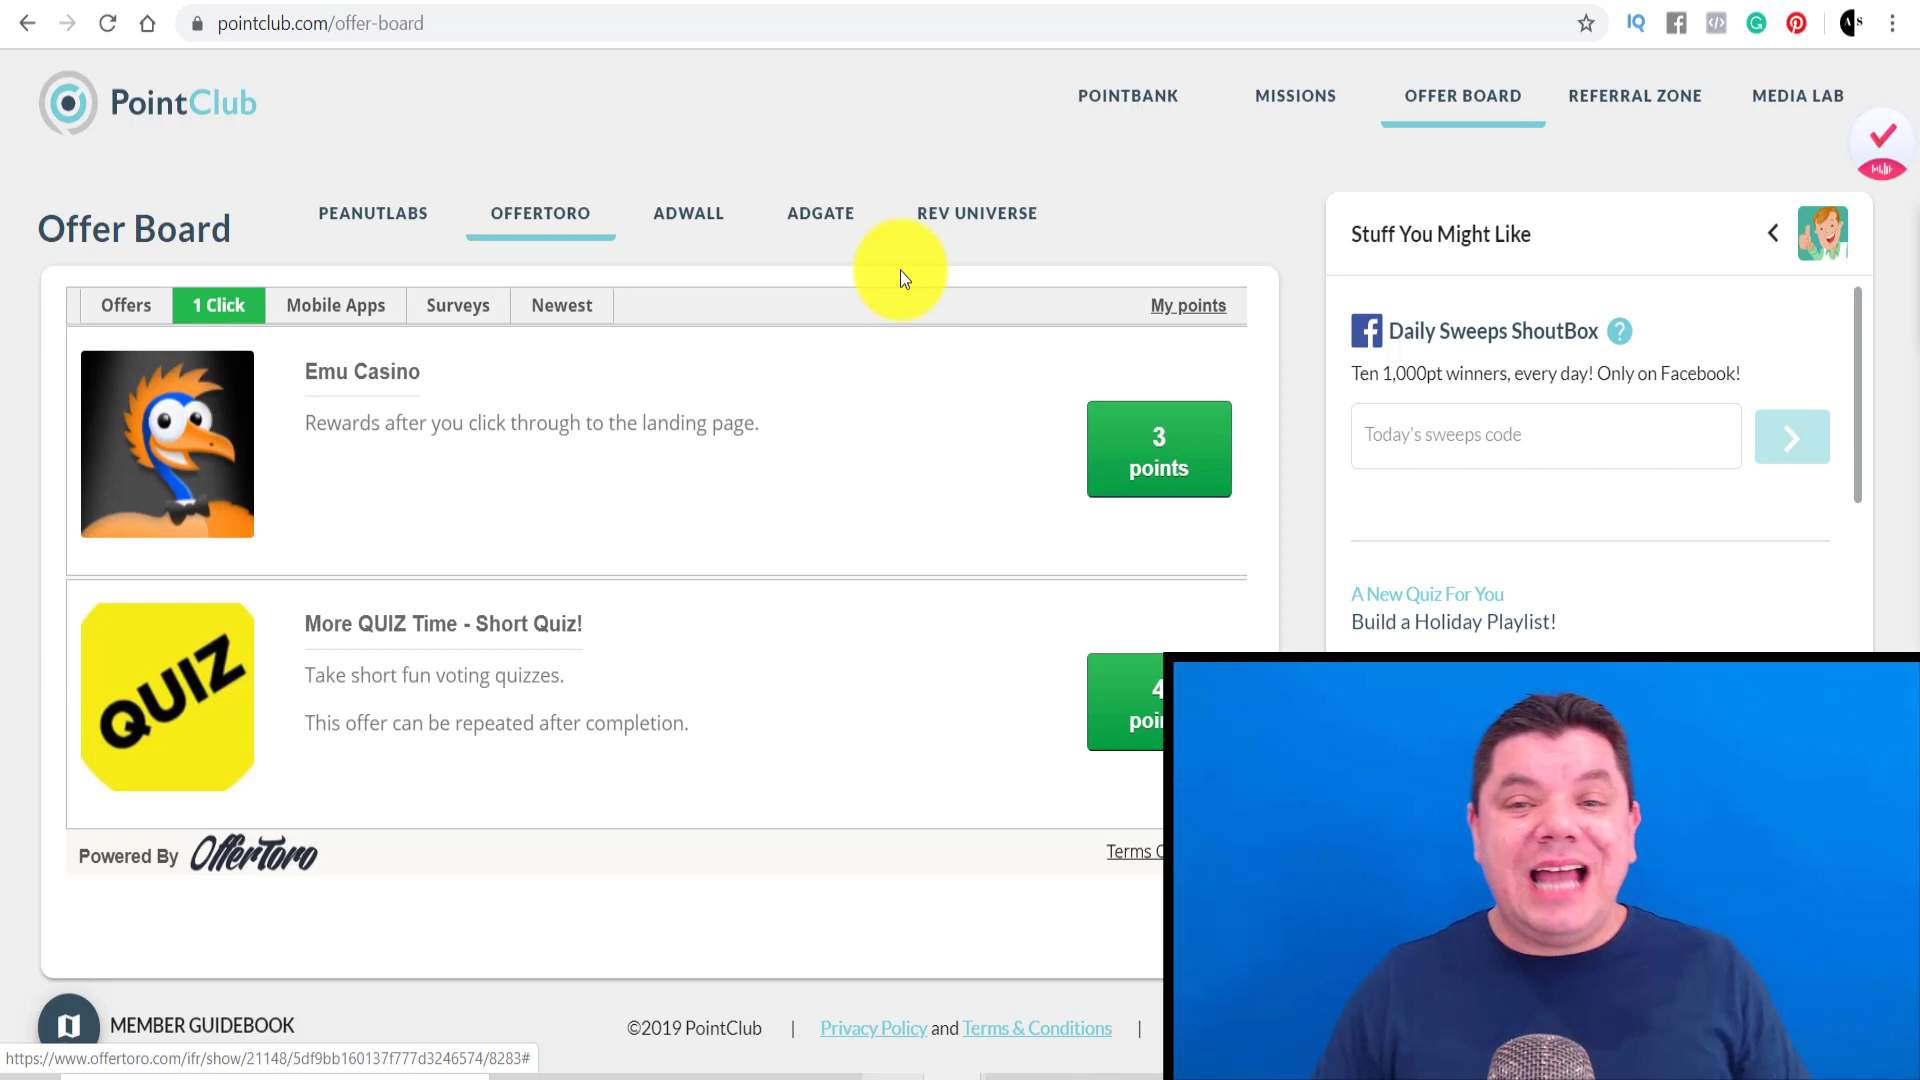 pointclub.com/offer-board
IQ
PointClub
POINTBANK
MISSIONS
OFFER BOARD
REFERRAL ZONE
MEDIA LAB
Offer Board
PEANUTLABS
OFFERTORO
ADWALL
ADGATE
REV UNIVERSE
Offers
1 Click
Mobile Apps
Surveys
Newest
My points
Emu Casino
Rewards after you click through to the landing page.
3
points
QUIZ
More QUIZ Time - Short Quiz!
Take short fun voting quizzes.
This offer can be repeated after completion.
Powered By OfferToro
Terms
Stuff You Might Like
Daily Sweeps ShoutBox ?
Ten 1,000pt winners, every day! Only on Facebook!
Today's sweeps code
A New Quiz For You
Build a Holiday Playlist!
MEMBER GUIDEBOOK
©2019 PointClub | Privacy Policy and Terms & Conditions |
https://www.offertoro.com/ifr/show/21148/5df9bb160137f777d3246574/8283#